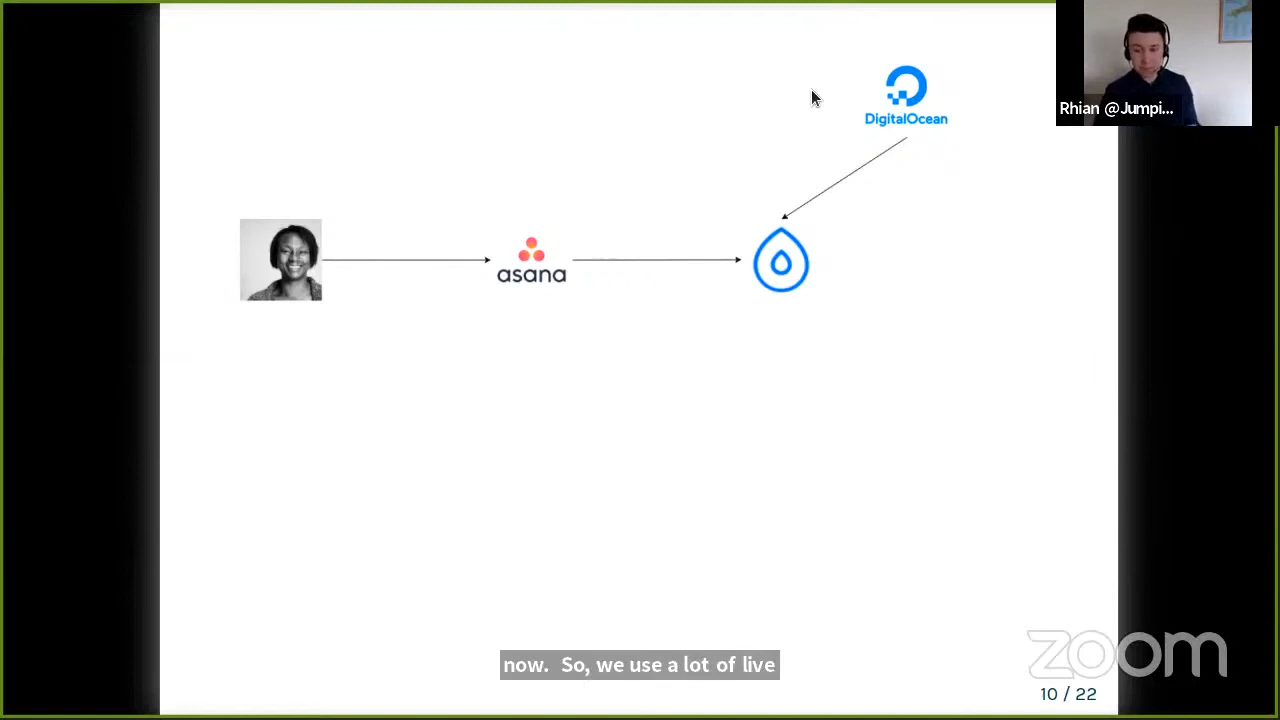 DigitalOcean
Rhian @Jumpi...
asana
now.  So, we use a lot of live
zoom
10 / 22